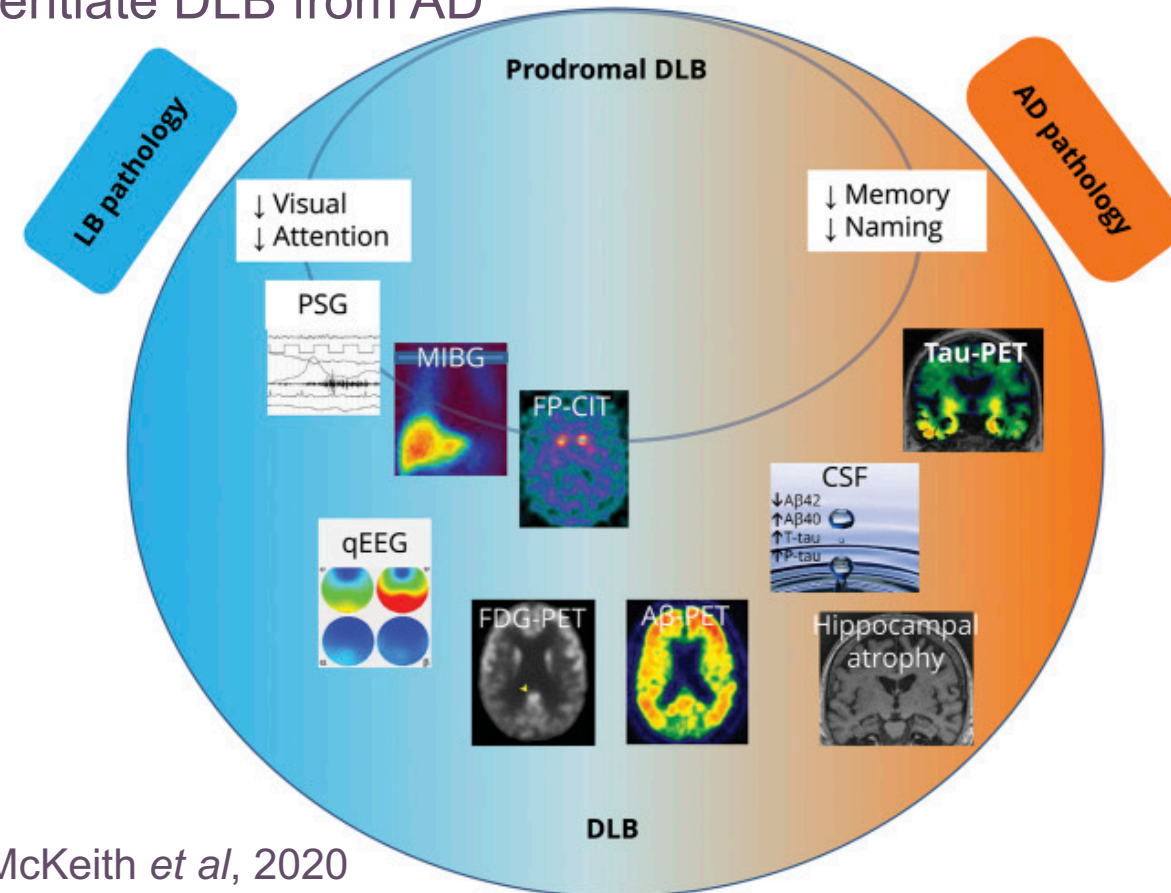 entiate DLB from AD
Prodromal DLB
LB pathology
AD pathology
↓ Visual
↓ Attention
↓ Memory
↓ Naming
PSG
MIBG
FP-CIT
Tau-PET
CSF
↓Aβ42
↑Aβ40
↑T-tau
↑P-tau
qEEG
FDG-PET
Aβ-PET
Hippocampal
atrophy
DLB
McKeith et al, 2020